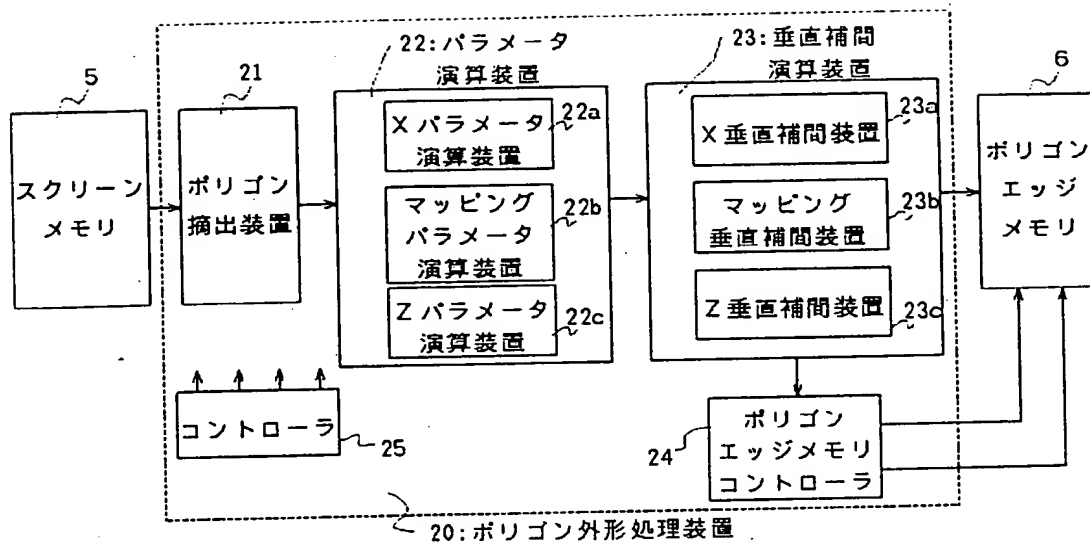 22:パラメータ
演算装置
23:垂直補間
演算装置
5
21
6
スクリーン
メモリ
ポリゴン
摘出装置
Xパラメータ
演算装置
22a
マッピング
パラメータ
演算装置
22b
Zパラメータ
演算装置
22c
X垂直補間装置
23a
マッピング
垂直補間装置
23b
Z垂直補間装置
23c
ポリゴン
エッジ
メモリ
コントローラ
25
ポリゴン
エッジメモリ
コントローラ
24
20:ポリゴン外形処理装置